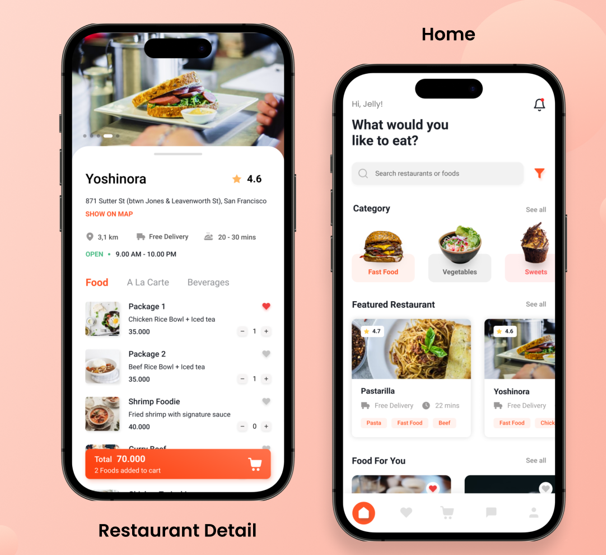 Home
Yoshinora
4.6
871 Sutter St (btwn Jones & Leavenworth St), San Francisco
SHOW ON MAP
3,1 km Free Delivery 20 - 30 mins
OPEN • 9.00 AM - 10.00 PM
Food A La Carte Beverages
Package 1
Chicken Rice Bowl + Iced tea
35.000 − 1 +
Package 2
Beef Rice Bowl + Iced tea
35.000 − 1 +
Shrimp Foodie
Fried shrimp with signature sauce
40.000 − 0 +
Curry Beef
Total 70.000
2 Foods added to cart
Restaurant Detail
Hi, Jelly!
What would you
like to eat?
Search restaurants or foods
Category See all
Fast Food Vegetables Sweets
Featured Restaurant See all
4.7
Pastarilla
Free Delivery 22 mins
Pasta Fast Food Beef
4.6
Yoshinora
Free Delivery
Fast Food Chick
Food For You See all